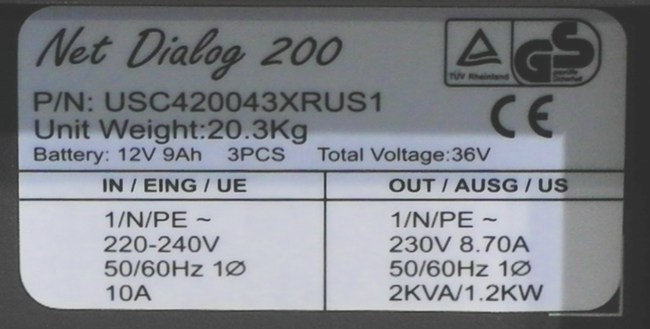 Net Dialog 200
TÜV Rheinland
GS
geprüfte Sicherheit
P/N: USC420043XRUS1
Unit Weight:20.3Kg
CE
Battery: 12V 9Ah 3PCS Total Voltage:36V
IN / EING / UE OUT / AUSG / US
1/N/PE ~ 1/N/PE ~
220-240V 230V 8.70A
50/60Hz 1Ø 50/60Hz 1Ø
10A 2KVA/1.2KW